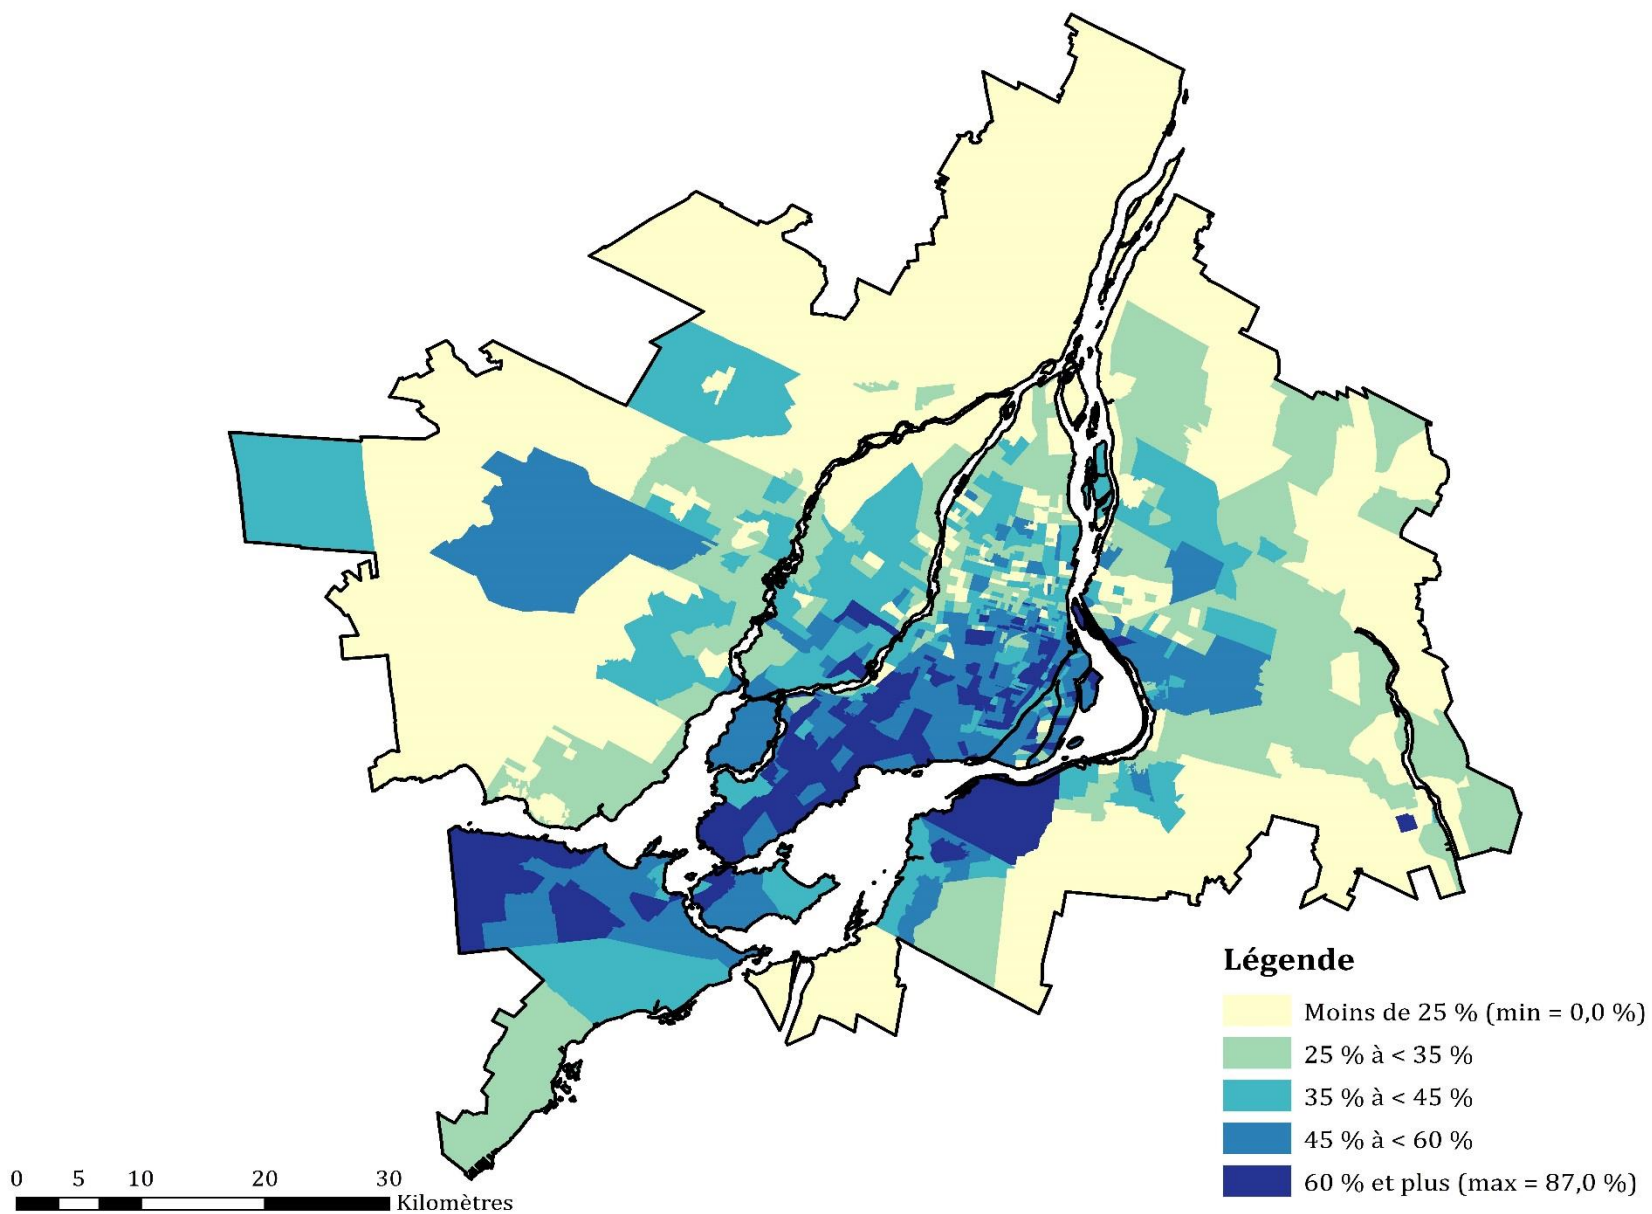 Légende
Moins de 25 % (min = 0,0 %)
25 % à < 35 %
35 % à < 45 %
45 % à < 60 %
60 % et plus (max = 87,0 %)
0 5 10 20 30
Kilomètres